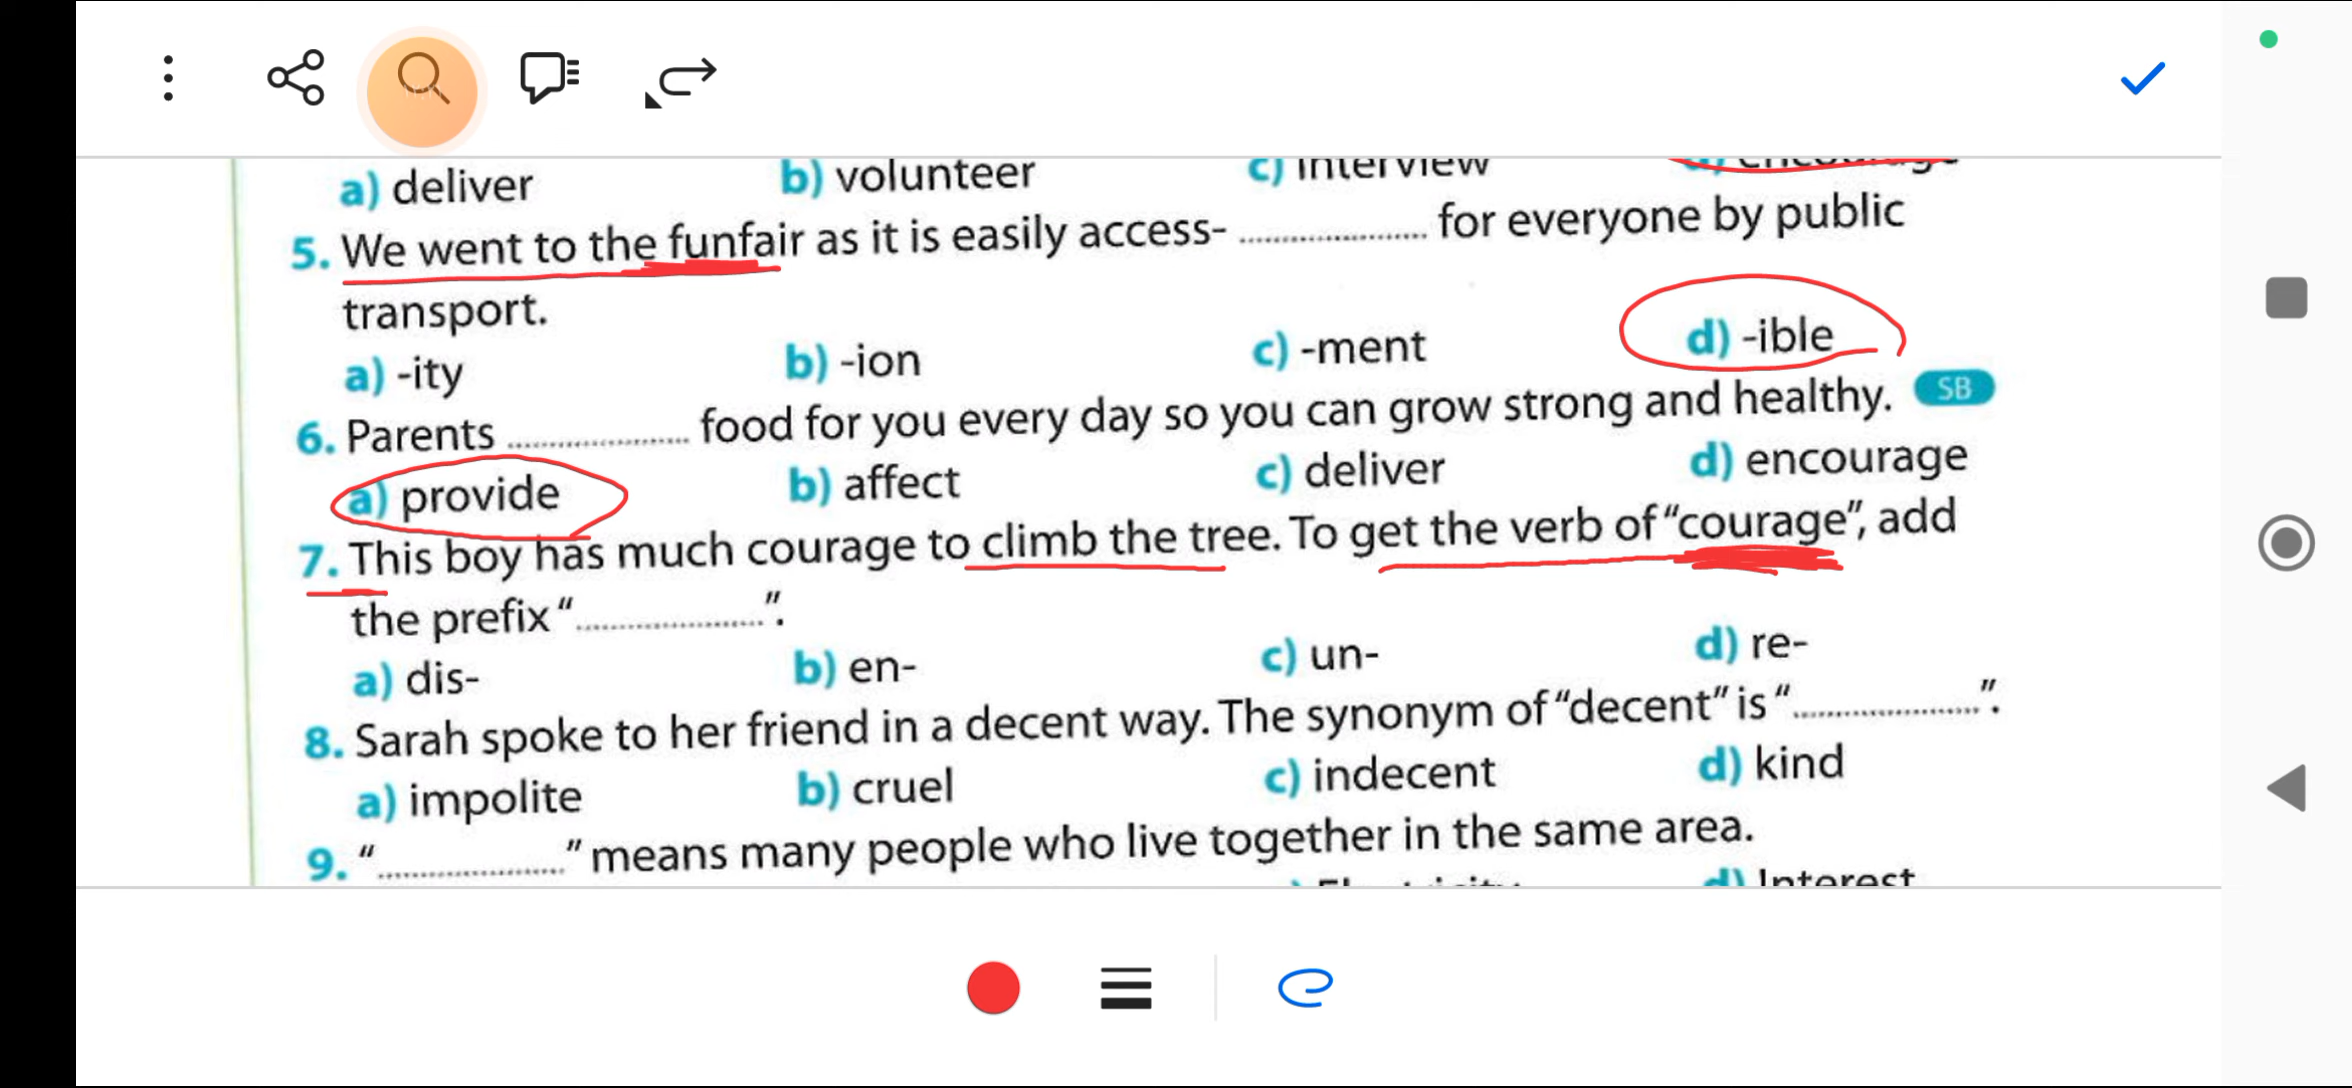 a) deliver b) volunteer c) interview d) encourage
5. We went to the funfair as it is easily access- .................... for everyone by public
transport.
a) -ity b) -ion c) -ment d) -ible
6. Parents .................... food for you every day so you can grow strong and healthy. SB
a) provide b) affect c) deliver d) encourage
7. This boy has much courage to climb the tree. To get the verb of “courage”, add
the prefix “....................”.
a) dis- b) en- c) un- d) re-
8. Sarah spoke to her friend in a decent way. The synonym of “decent” is “....................”.
a) impolite b) cruel c) indecent d) kind
9. “....................” means many people who live together in the same area.
d) Interest